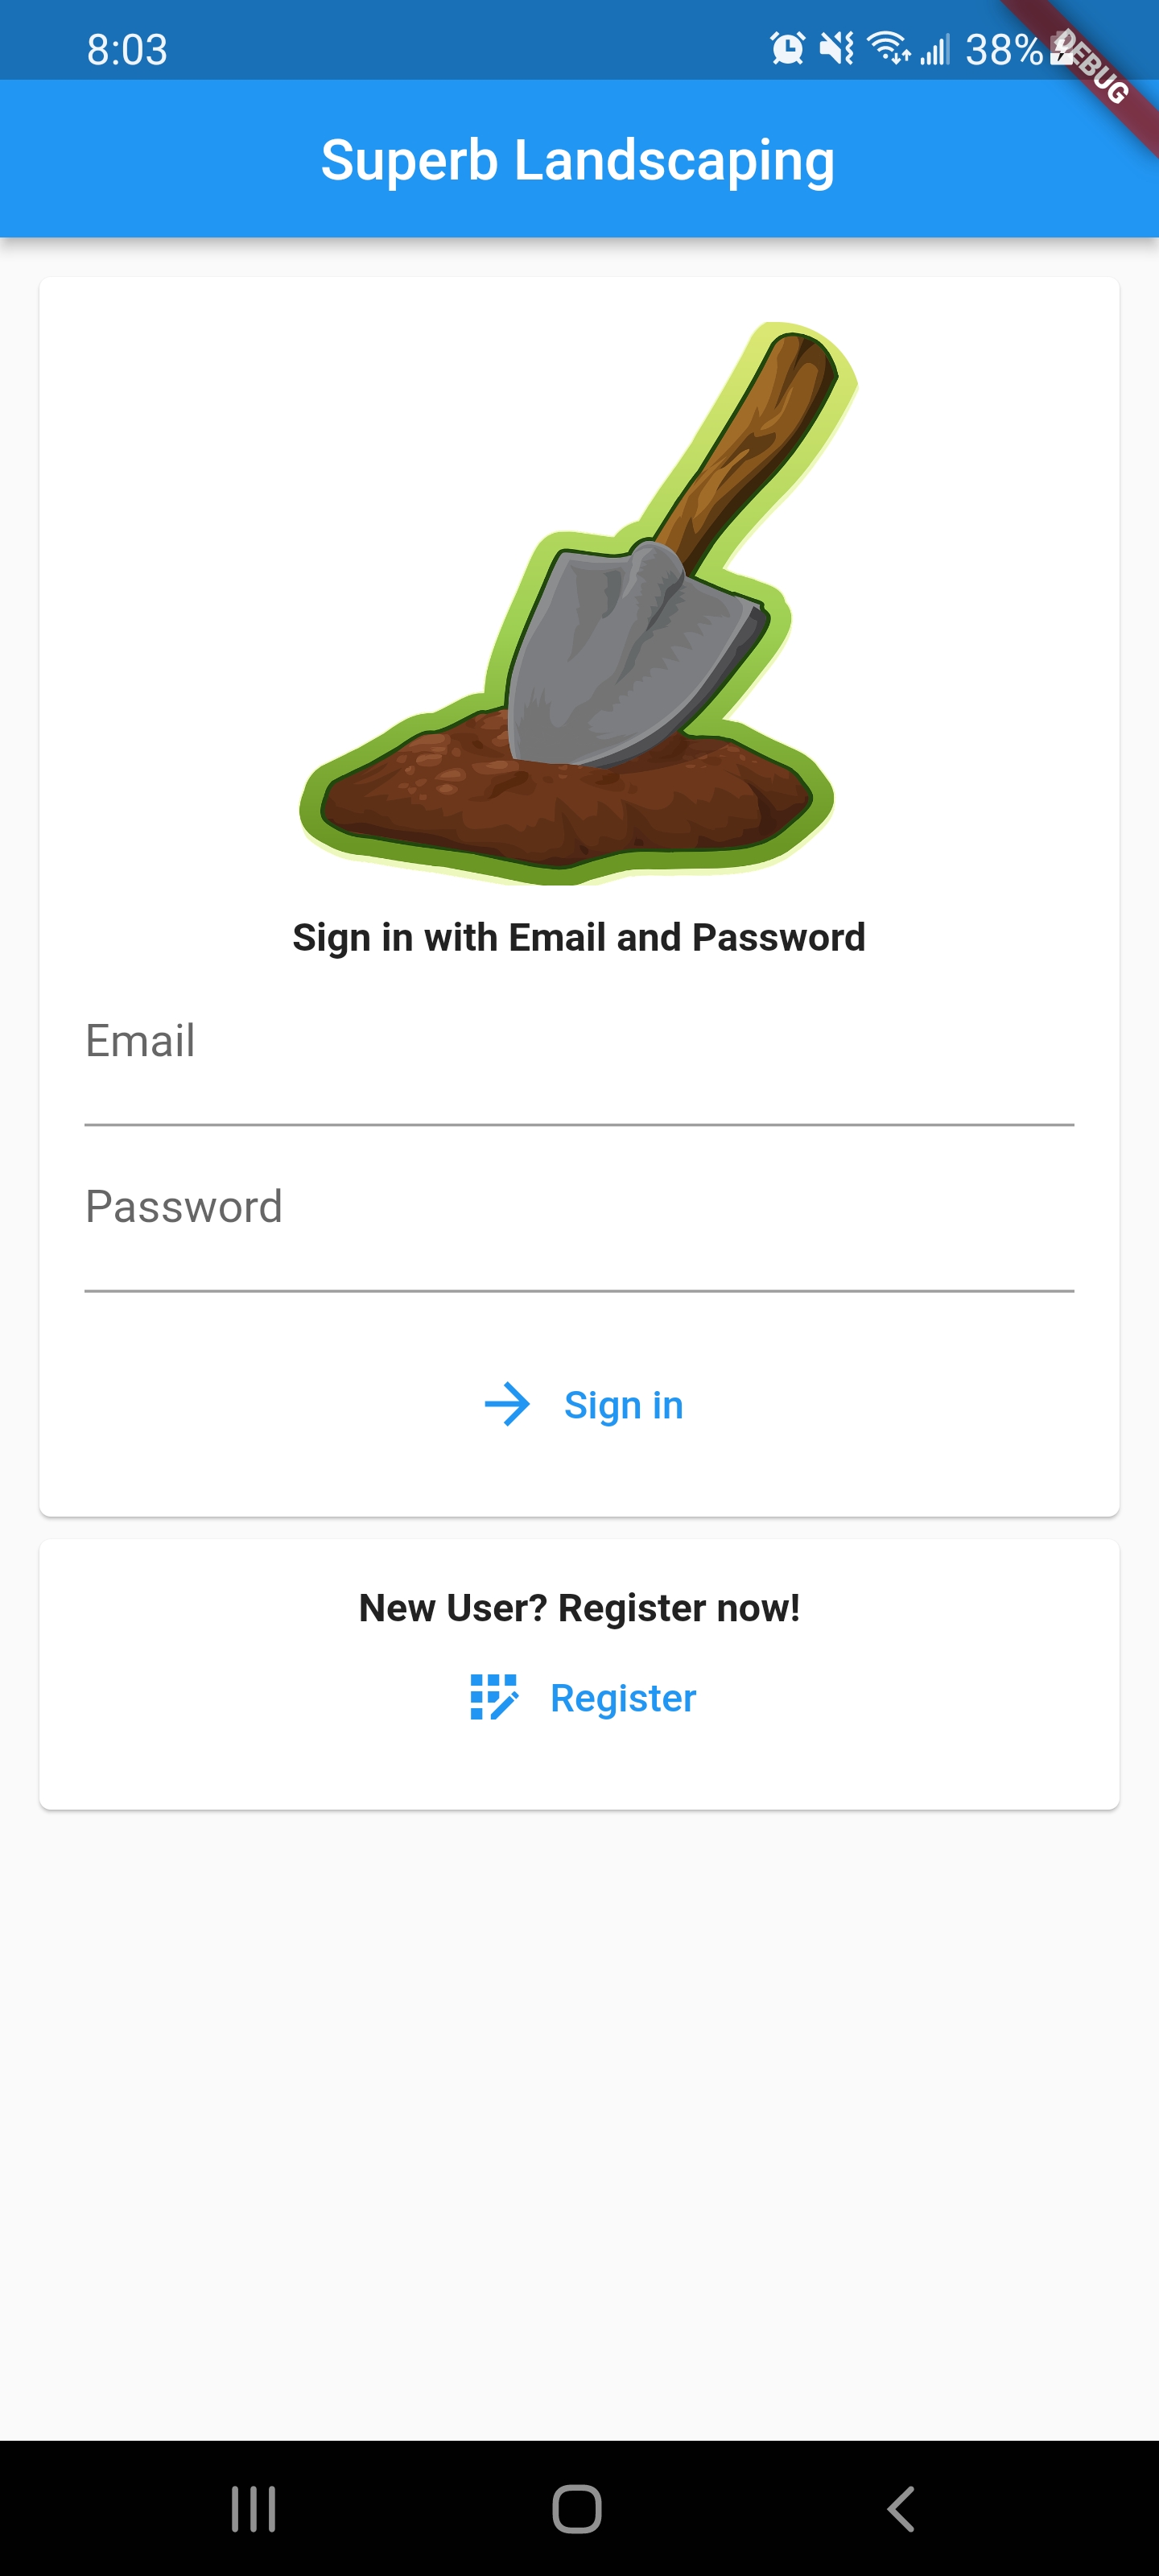 8:03
38%
DEBUG
Superb Landscaping
Sign in with Email and Password
Email
Password
Sign in
New User? Register now!
Register